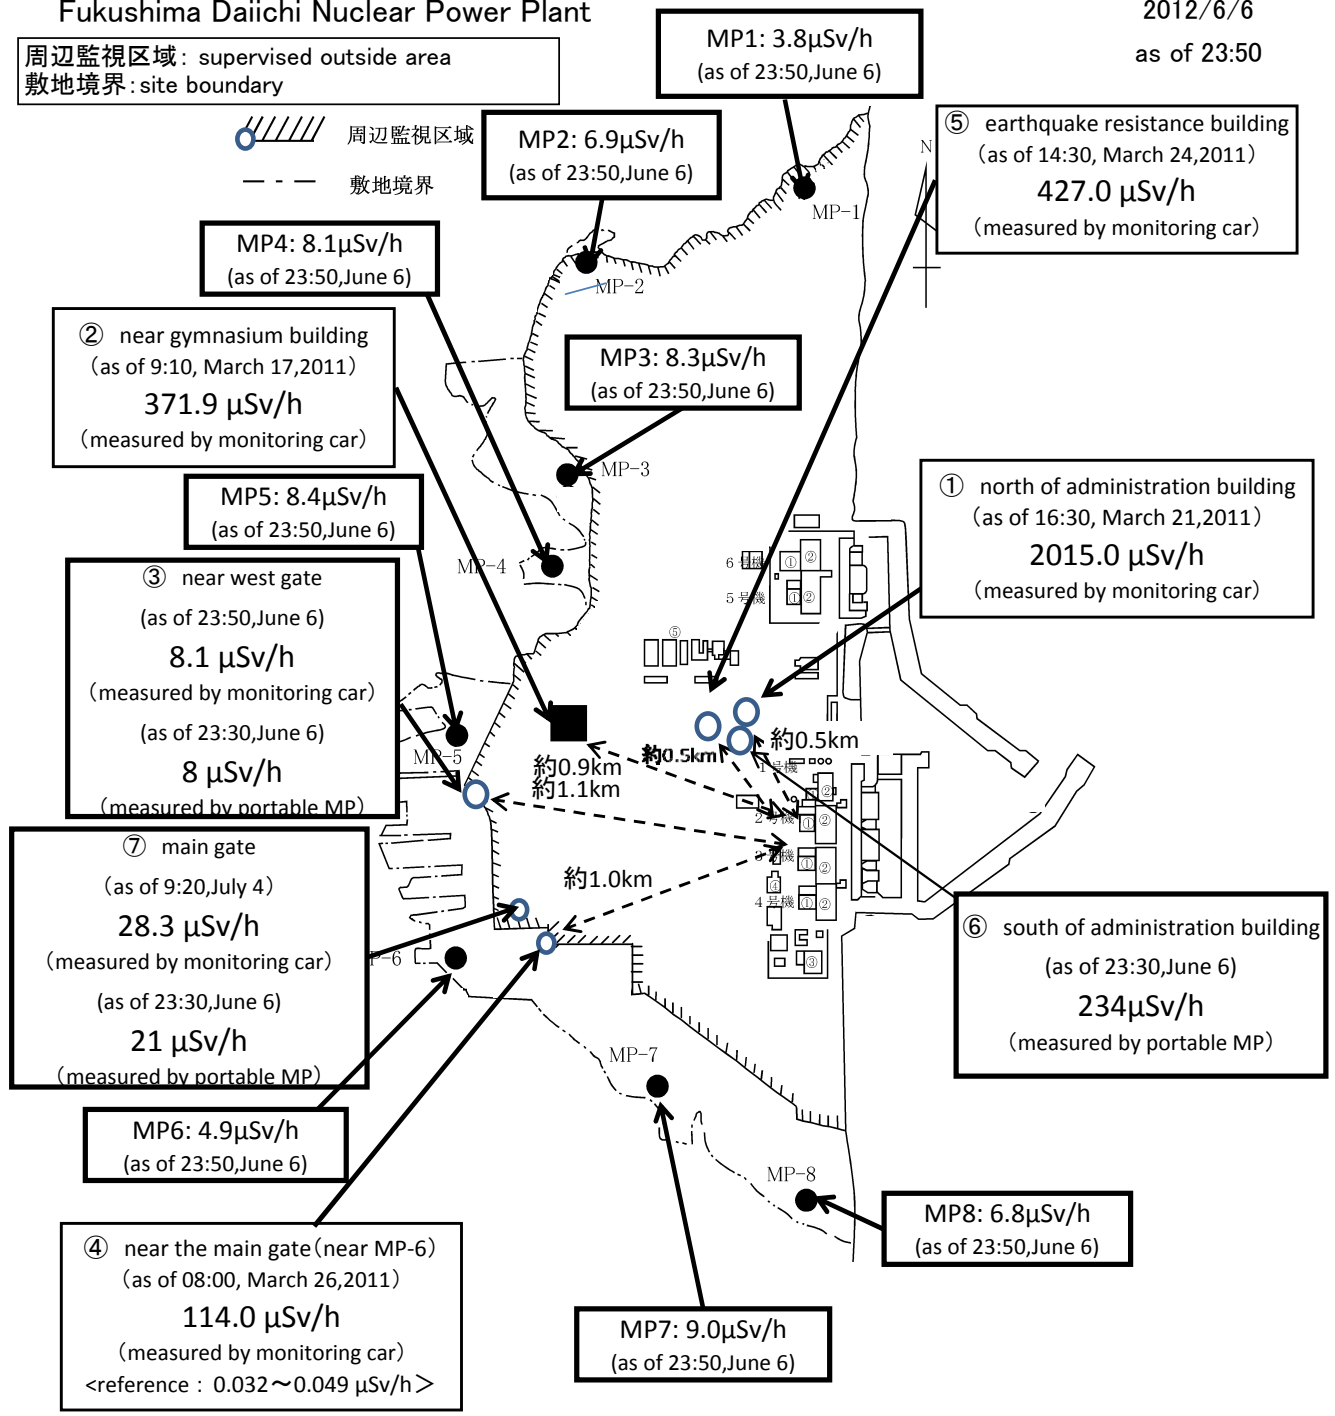 Fukushima Daiichi Nuclear Power Plant
2012/6/6
as of 23:50
周辺監視区域: supervised outside area
敷地境界:site boundary
周辺監視区域
敷地境界
MP1: 3.8μSv/h
(as of 23:50,June 6)
MP2: 6.9μSv/h
(as of 23:50,June 6)
⑤ earthquake resistance building
(as of 14:30, March 24,2011)
427.0 μSv/h
(measured by monitoring car)
N
MP-1
MP4: 8.1μSv/h
(as of 23:50,June 6)
MP-2
② near gymnasium building
(as of 9:10, March 17,2011)
371.9 μSv/h
(measured by monitoring car)
MP3: 8.3μSv/h
(as of 23:50,June 6)
MP-3
MP5: 8.4μSv/h
(as of 23:50,June 6)
① north of administration building
(as of 16:30, March 21,2011)
2015.0 μSv/h
(measured by monitoring car)
MP-4
6号機
① ②
5号機
① ②
⑤
③ near west gate
(as of 23:50,June 6)
8.1 μSv/h
(measured by monitoring car)
(as of 23:30,June 6)
8 μSv/h
(measured by portable MP)
MP-5
約0.9km
約1.1km
約0.5km
約0.5km
1号機
②
2号機
① ②
3号機
① ②
④
4号機
① ②
③
約1.0km
⑦ main gate
(as of 9:20,July 4)
28.3 μSv/h
(measured by monitoring car)
(as of 23:30,June 6)
21 μSv/h
(measured by portable MP)
P-6
⑥ south of administration building
(as of 23:30,June 6)
234μSv/h
(measured by portable MP)
MP-7
MP6: 4.9μSv/h
(as of 23:50,June 6)
MP-8
MP8: 6.8μSv/h
(as of 23:50,June 6)
④ near the main gate(near MP-6)
(as of 08:00, March 26,2011)
114.0 μSv/h
(measured by monitoring car)
<reference : 0.032～0.049 μSv/h>
MP7: 9.0μSv/h
(as of 23:50,June 6)